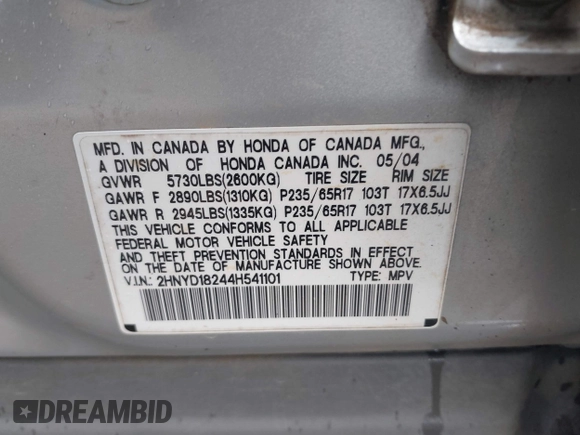 MFD. IN CANADA BY HONDA OF CANADA MFG.,
A DIVISION OF HONDA CANADA INC. 05/04
GVWR 5730LBS(2600KG) TIRE SIZE RIM SIZE
GAWR F 2890LBS(1310KG) P235/65R17 103T 17X6.5JJ
GAWR R 2945LBS(1335KG) P235/65R17 103T 17X6.5JJ
THIS VEHICLE CONFORMS TO ALL APPLICABLE
FEDERAL MOTOR VEHICLE SAFETY
AND THEFT PREVENTION STANDARDS IN EFFECT
ON THE DATE OF MANUFACTURE SHOWN ABOVE.
V.I.N.: 2HNYD18244H541101 TYPE: MPV
DREAMBID